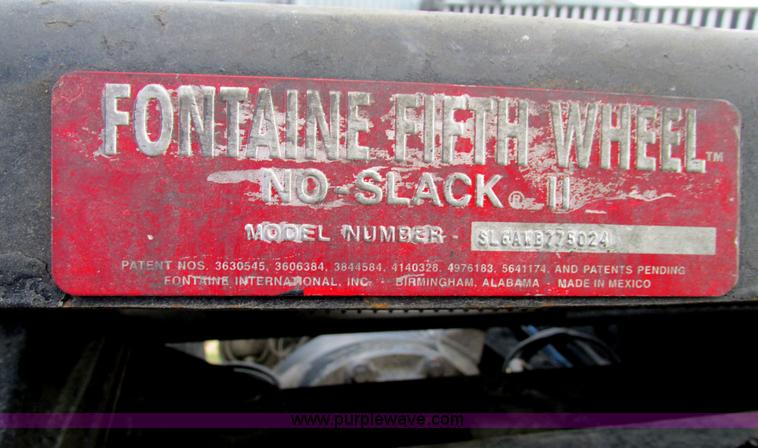 FONTAINE FIFTH WHEEL™
NO-SLACK® II
MODEL NUMBER - SL6AWB775024
PATENT NOS. 3630545, 3606384, 3844584, 4140328, 4976183, 5641174, AND PATENTS PENDING
FONTAINE INTERNATIONAL, INC. BIRMINGHAM, ALABAMA - MADE IN MEXICO
www.purplewave.com